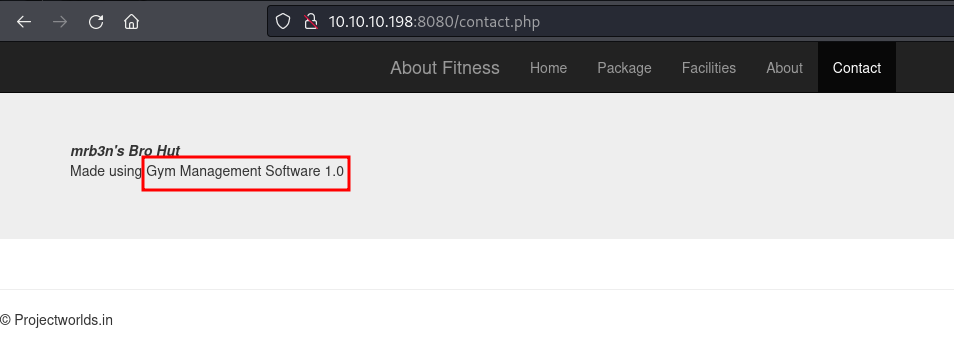 10.10.10.198:8080/contact.php
About Fitness Home Package Facilities About Contact
mrb3n's Bro Hut
Made using Gym Management Software 1.0
© Projectworlds.in